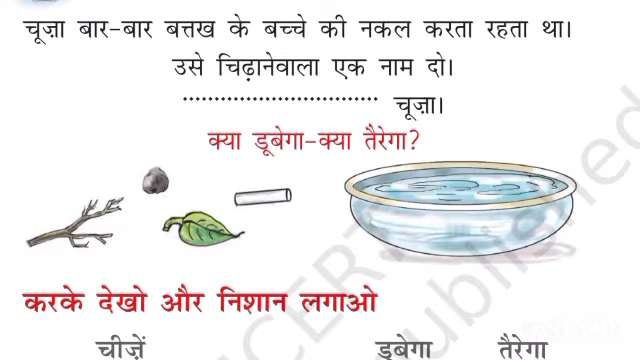 चूज़ा बार-बार बत्तख के बच्चे की नकल करता रहता था।
उसे चिढ़ानेवाला एक नाम दो।
................................ चूज़ा।
क्या डूबेगा-क्या तैरेगा?
करके देखो और निशान लगाओ
चीज़ें डूबेगा तैरेगा